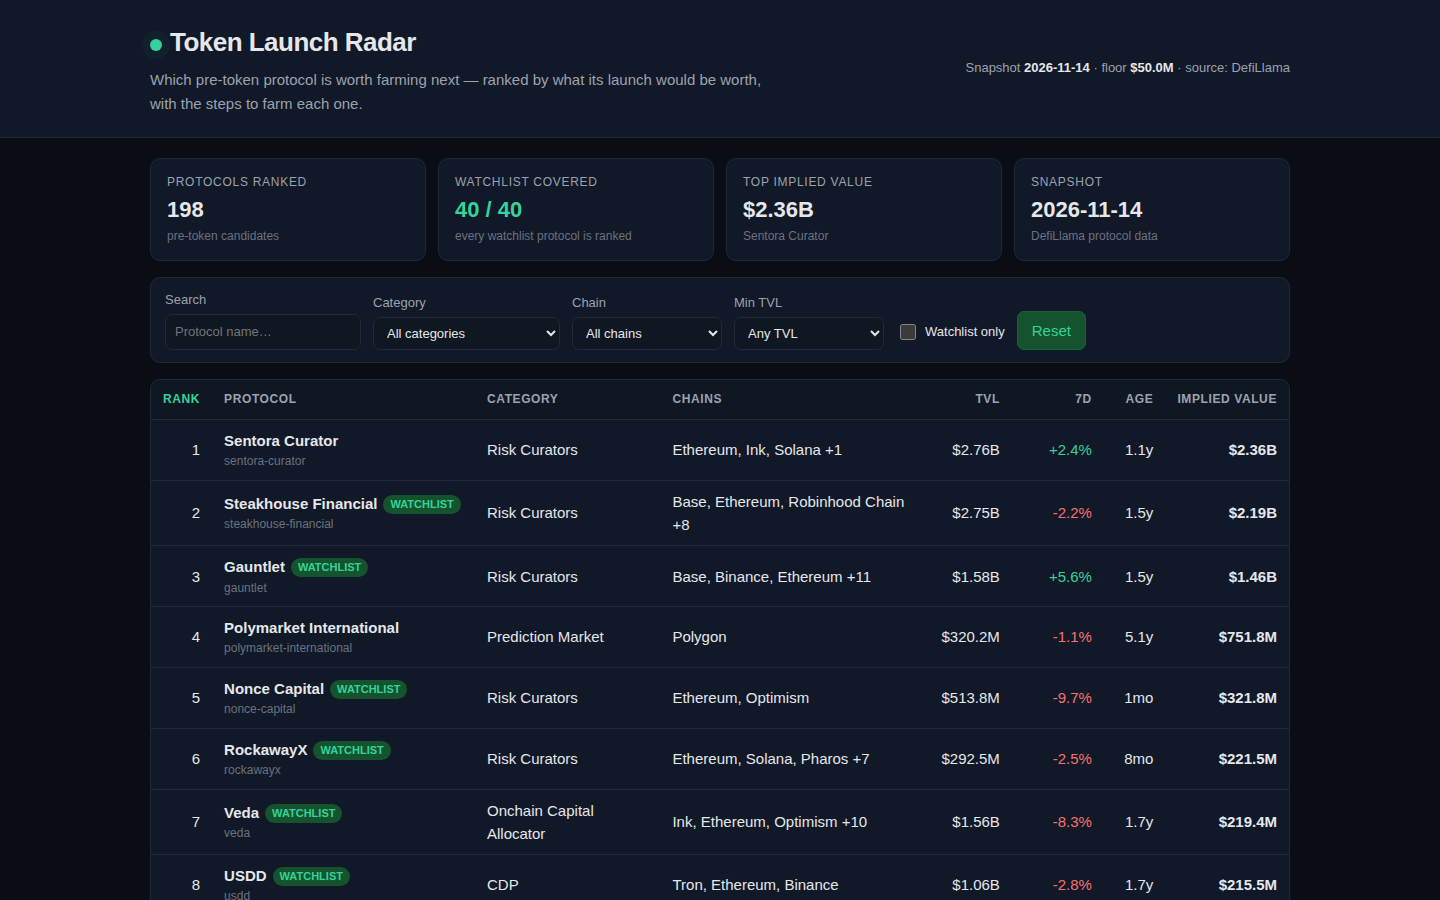 Token Launch Radar
Which pre-token protocol is worth farming next — ranked by what its launch would be worth,
with the steps to farm each one.
Snapshot 2026-11-14 · floor $50.0M · source: DefiLlama
PROTOCOLS RANKED
198
pre-token candidates
WATCHLIST COVERED
40 / 40
every watchlist protocol is ranked
TOP IMPLIED VALUE
$2.36B
Sentora Curator
SNAPSHOT
2026-11-14
DefiLlama protocol data
Search
Protocol name…
Category
All categories
Chain
All chains
Min TVL
Any TVL
Watchlist only
Reset
RANK PROTOCOL CATEGORY CHAINS TVL 7D AGE IMPLIED VALUE
1 Sentora Curator Risk Curators Ethereum, Ink, Solana +1 $2.76B +2.4% 1.1y $2.36B
sentora-curator
2 Steakhouse Financial WATCHLIST Risk Curators Base, Ethereum, Robinhood Chain $2.75B -2.2% 1.5y $2.19B
steakhouse-financial +8
3 Gauntlet WATCHLIST Risk Curators Base, Binance, Ethereum +11 $1.58B +5.6% 1.5y $1.46B
gauntlet
4 Polymarket International Prediction Market Polygon $320.2M -1.1% 5.1y $751.8M
polymarket-international
5 Nonce Capital WATCHLIST Risk Curators Ethereum, Optimism $513.8M -9.7% 1mo $321.8M
nonce-capital
6 RockawayX WATCHLIST Risk Curators Ethereum, Solana, Pharos +7 $292.5M -2.5% 8mo $221.5M
rockawayx
7 Veda WATCHLIST Onchain Capital Ink, Ethereum, Optimism +10 $1.56B -8.3% 1.7y $219.4M
veda Allocator
8 USDD WATCHLIST CDP Tron, Ethereum, Binance $1.06B -2.8% 1.7y $215.5M
usdd